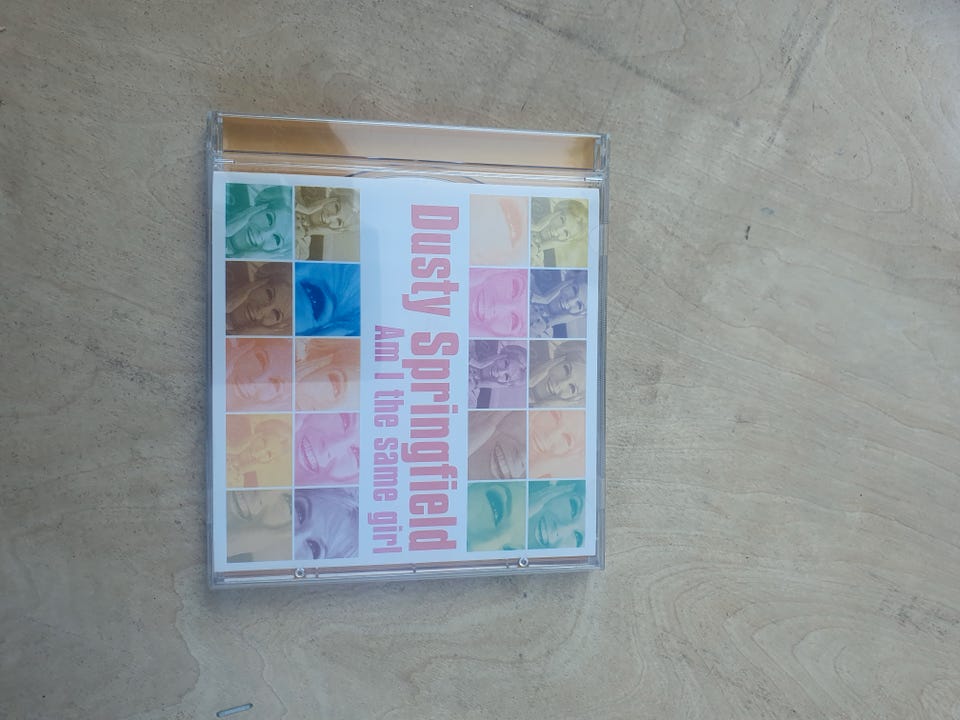 Dusty Springfield
Am I the same girl